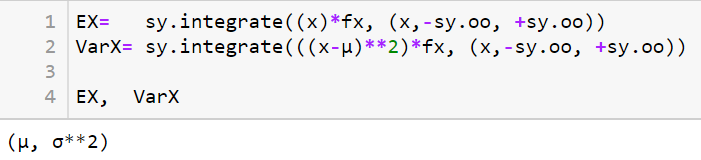 1 EX=   sy.integrate((x)*fx, (x,-sy.oo, +sy.oo))
2 VarX= sy.integrate(((x-μ)**2)*fx, (x,-sy.oo, +sy.oo))
3
4 EX,  VarX
(μ, σ**2)